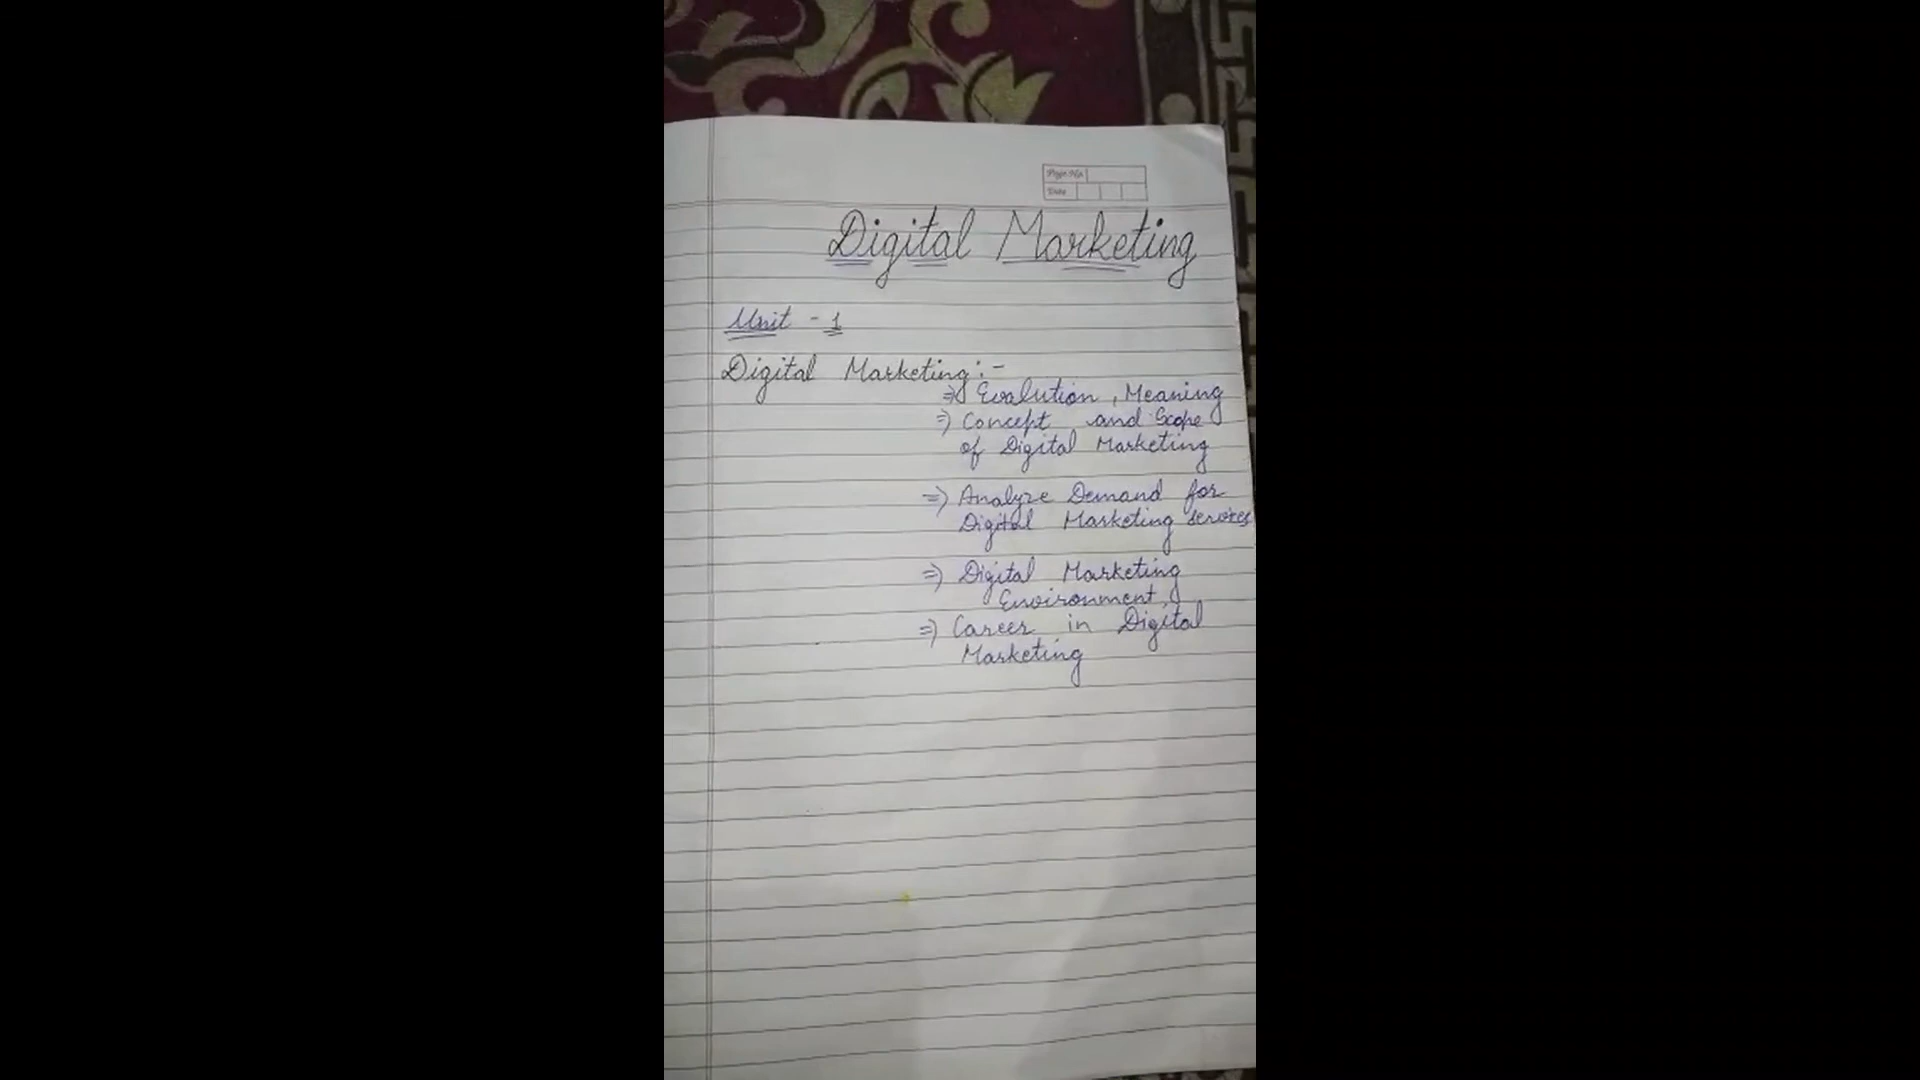 Page No
Date
Digital Marketing
Unit - 1
Digital Marketing :-
=> Evolution, Meaning
=> Concept and Scope
of Digital Marketing
=> Analyze Demand for
Digital Marketing services
=> Digital Marketing
Environment,
=> Career in Digital
Marketing